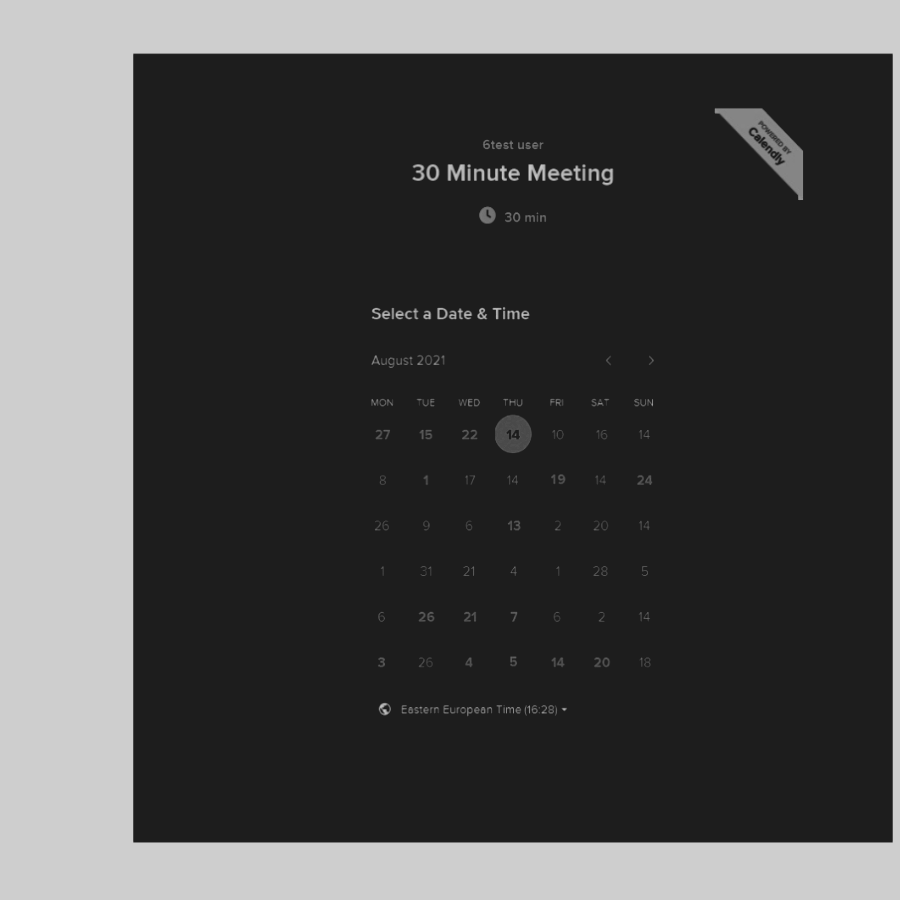 POWERED BY
Calendly
6test user
30 Minute Meeting
30 min
Select a Date & Time
August 2021
MON TUE WED THU FRI SAT SUN
27 15 22 14 10 16 14
8 1 17 14 19 14 24
26 9 6 13 2 20 14
1 31 21 4 1 28 5
6 26 21 7 6 2 14
3 26 4 5 14 20 18
Eastern European Time (16:28)